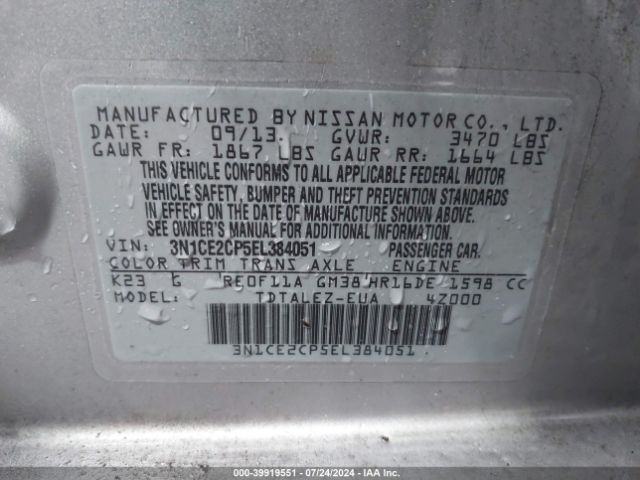 MANUFACTURED BY NISSAN MOTOR CO., LTD.
DATE: 09/13 GVWR: 3470 LBS
GAWR FR: 1867 LBS GAWR RR: 1664 LBS
THIS VEHICLE CONFORMS TO ALL APPLICABLE FEDERAL MOTOR
VEHICLE SAFETY, BUMPER AND THEFT PREVENTION STANDARDS
IN EFFECT ON THE DATE OF MANUFACTURE SHOWN ABOVE.
SEE OWNER'S MANUAL FOR ADDITIONAL INFORMATION.
VIN: 3N1CE2CP5EL384051 PASSENGER CAR.
COLOR TRIM TRANS AXLE ENGINE
K23 G RE0F11A GM38 HR16DE 1598 CC
MODEL: TDTALEZ-EUA 4Z000
3N1CE2CP5EL384051
000-39919551 | 07/24/2024 | IAA Inc.